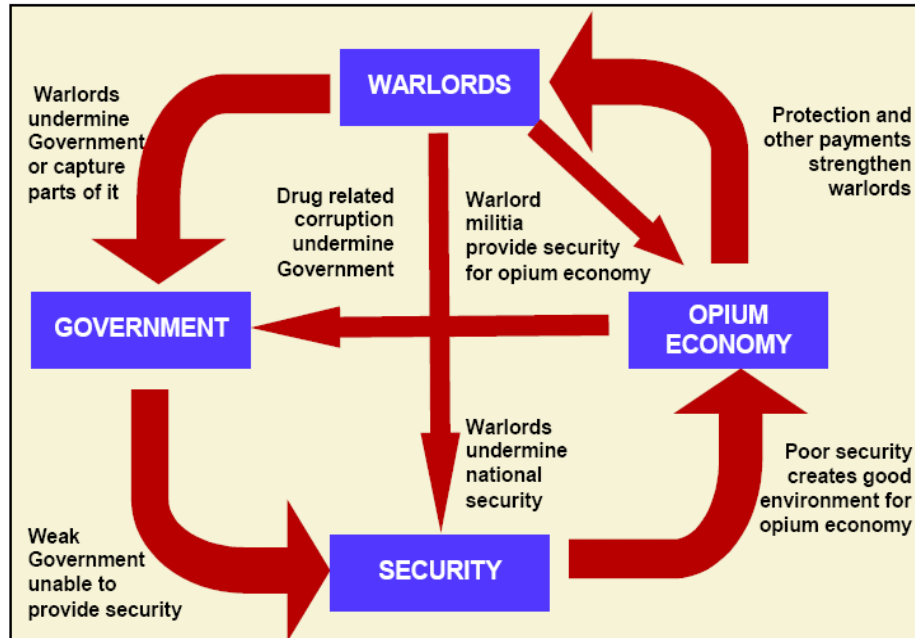 WARLORDS
Warlords
undermine
Government
or capture
parts of it
Protection and
other payments
strengthen
warlords
Drug related
corruption
undermine
Government
Warlord
militia
provide security
for opium economy
GOVERNMENT
OPIUM
ECONOMY
Warlords
undermine
national
security
Poor security
creates good
environment for
opium economy
Weak
Government
unable to
provide security
SECURITY